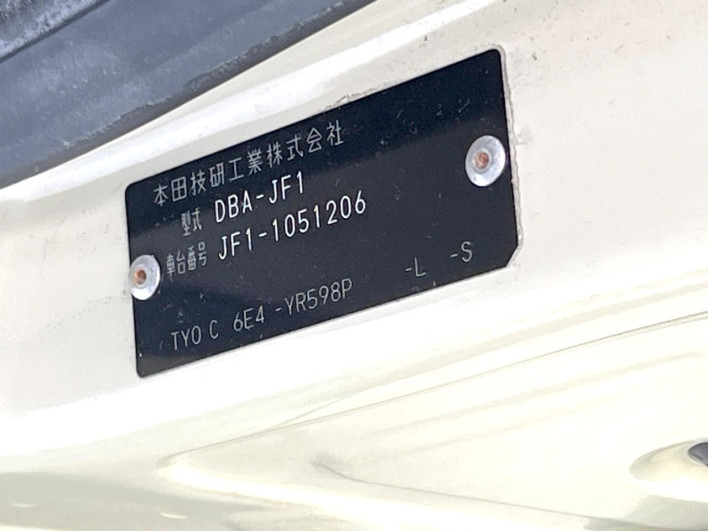 本田技研工業株式会社
型式 DBA-JF1
車台番号 JF1-1051206
TYO C 6E4 -YR598P -L -S